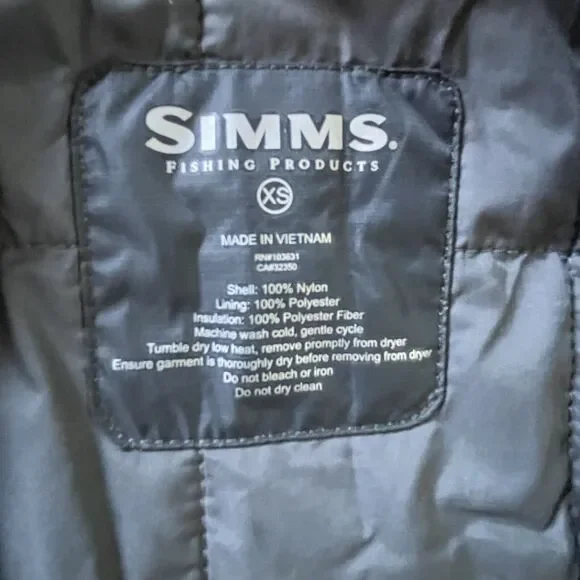 SIMMS.
FISHING PRODUCTS
XS
MADE IN VIETNAM
RN#103631
CA#32350
Shell: 100% Nylon
Lining: 100% Polyester
Insulation: 100% Polyester Fiber
Machine wash cold, gentle cycle
Tumble dry low heat, remove promptly from dryer
Ensure garment is thoroughly dry before removing from dryer
Do not bleach or iron
Do not dry clean